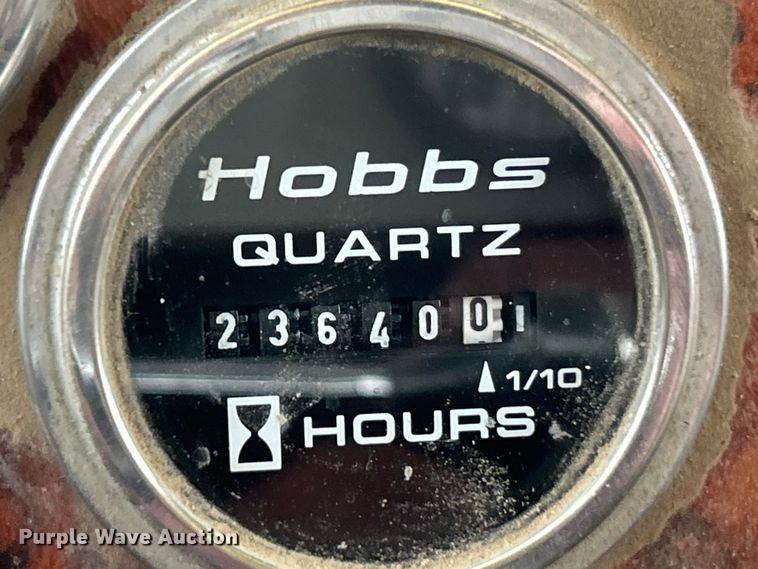 Hobbs
QUARTZ
2364001
1/10
HOURS
Purple Wave Auction